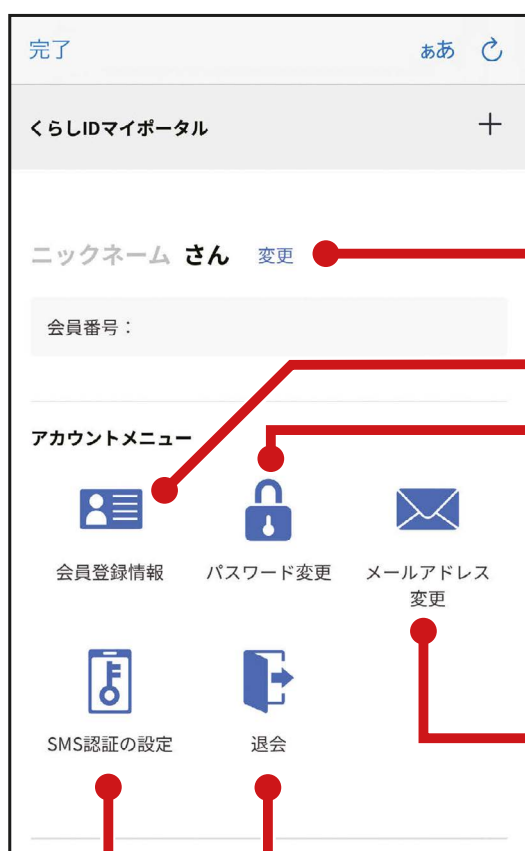 完了 ぁあ
くらしIDマイポータル +
ニックネーム さん 変更
会員番号：
アカウントメニュー
会員登録情報 パスワード変更 メールアドレス
変更
SMS認証の設定 退会